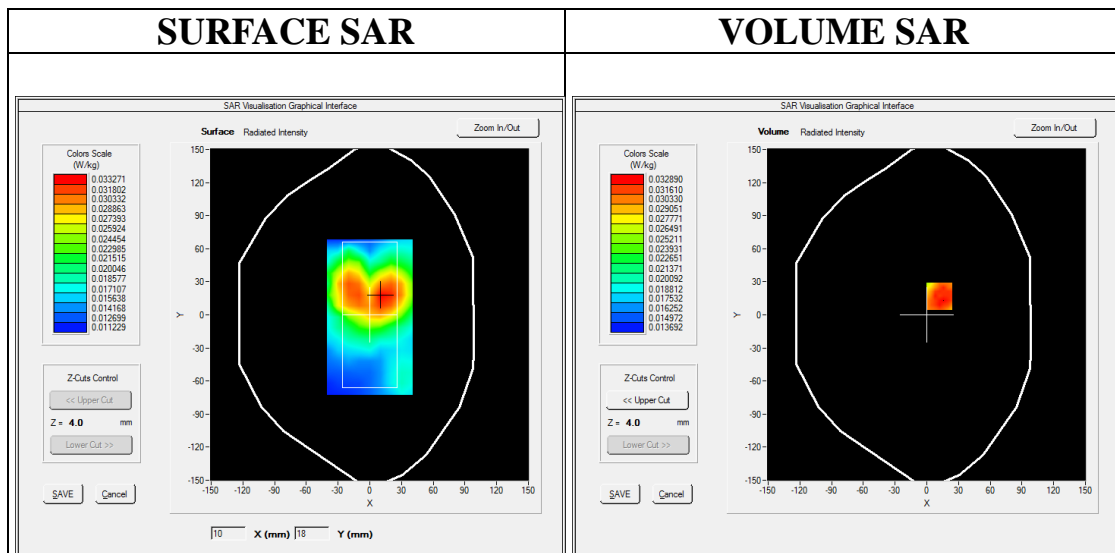 SURFACE SAR
VOLUME SAR
SAR Visualisation Graphical Interface
Surface Radiated Intensity
Zoom In/Out
Colors Scale
(W/kg)
0.033271
0.031802
0.030332
0.028863
0.027393
0.025924
0.024454
0.022985
0.021515
0.020046
0.018577
0.017107
0.015638
0.014168
0.012699
0.011229
Z-Cuts Control
<< Upper Cut
Z = 4.0 mm
Lower Cut >>
SAVE Cancel
150
120
90
60
30
0
-30
-60
-90
-120
-150
Y
-150 -120 -90 -60 -30 0 30 60 90 120 150
X
10 X (mm) 18 Y (mm)
SAR Visualisation Graphical Interface
Volume Radiated Intensity
Zoom In/Out
Colors Scale
(W/kg)
0.032890
0.031610
0.030330
0.029051
0.027771
0.026491
0.025211
0.023931
0.022651
0.021371
0.020092
0.018812
0.017532
0.016252
0.014972
0.013692
Z-Cuts Control
<< Upper Cut
Z = 4.0 mm
Lower Cut >>
SAVE Cancel
150
120
90
60
30
0
-30
-60
-90
-120
-150
Y
-150 -120 -90 -60 -30 0 30 60 90 120 150
X